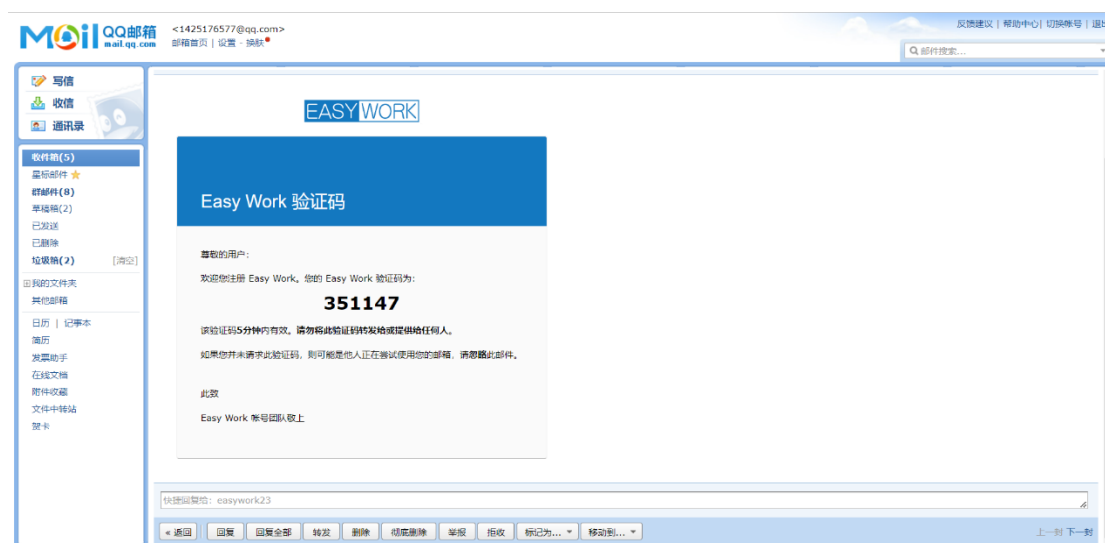 MOil QQ邮箱 mail.qq.com
<1425176577@qq.com>
邮箱首页 | 设置 - 换肤
反馈建议 | 帮助中心 | 切换帐号 |
邮件搜索...
写信
收信
通讯录
收件箱(5)
星标邮件
群邮件(8)
草稿箱(2)
已发送
已删除
垃圾箱(2) [清空]
我的文件夹
其他邮箱
日历 | 记事本
简历
发票助手
在线文档
附件收藏
文件中转站
贺卡
EASY WORK
Easy Work 验证码
尊敬的用户：
欢迎您注册 Easy Work。您的 Easy Work 验证码为：
351147
该验证码5分钟内有效。请勿将此验证码转发给或提供给任何人。
如果您并未请求此验证码，则可能是他人正在尝试使用您的邮箱，请忽略此邮件。
此致
Easy Work 帐号团队敬上
快捷回复给：easywork23
« 返回 回复 回复全部 转发 删除 彻底删除 举报 拒收 标记为... 移动到... 上一封 下一封